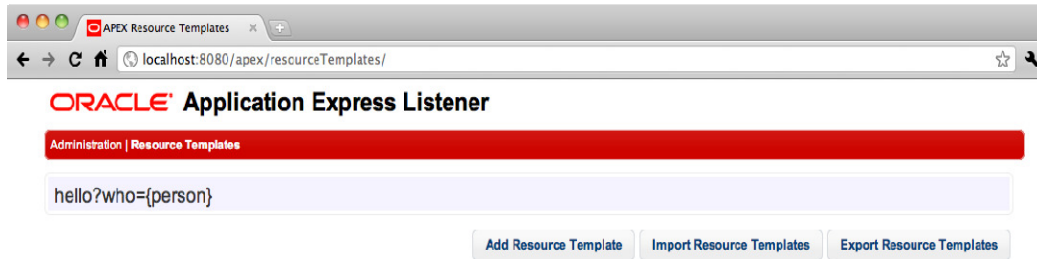 APEX Resource Templates
localhost:8080/apex/resourceTemplates/
ORACLE Application Express Listener
Administration | Resource Templates
hello?who={person}
Add Resource Template Import Resource Templates Export Resource Templates